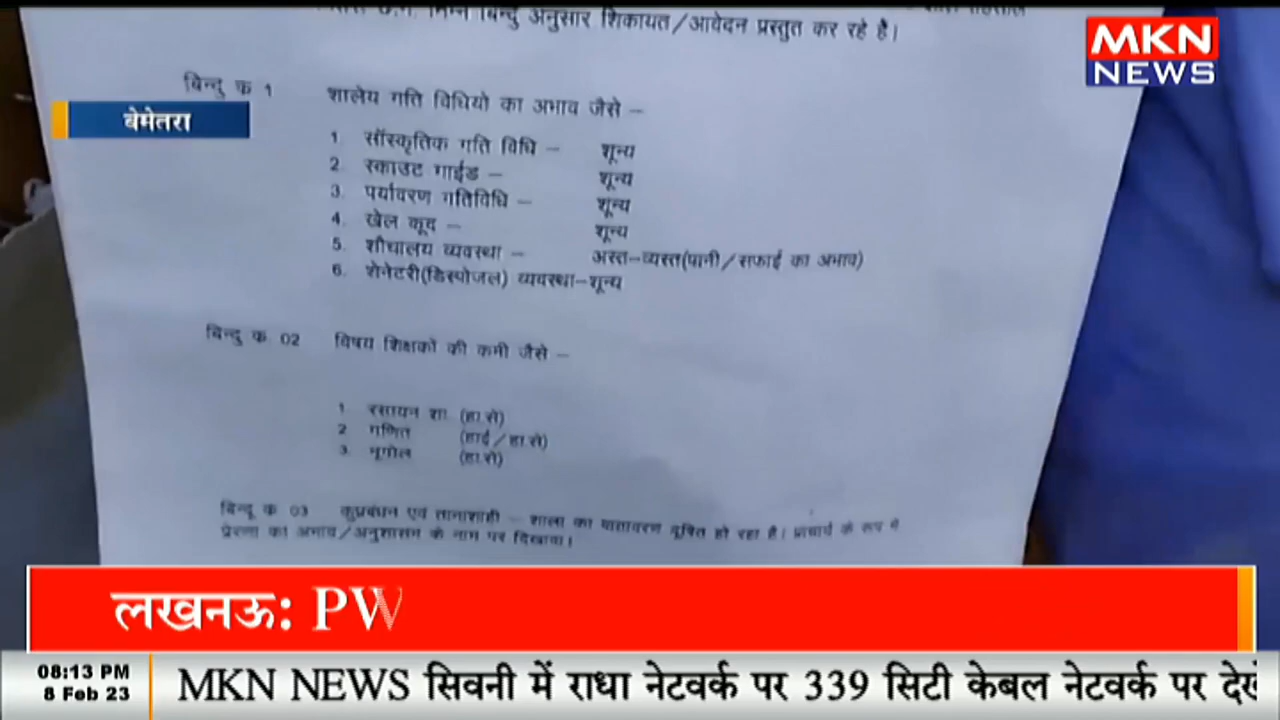 निम्न बिन्दु अनुसार शिकायत/आवेदन प्रस्तुत कर रहे है।
MKN
NEWS
बिन्दु क 1 शालेय गति विधियो का अभाव जैसे –
बेमेतरा
1. सॉस्कृतिक गति विधि – शून्य
2. स्काउट गाईड – शून्य
3. पर्यावरण गतिविधि – शून्य
4. खेल कूद – शून्य
5. शौचालय व्यवस्था – अस्त–व्यस्त(पानी/सफाई का अभाव)
6. शेनेटरी(डिस्पोजल) व्यवस्था–शून्य
बिन्दु क 02 विषय शिक्षको की कमी जैसे –
1. रसायन शा. (हा.से)
2 गणित (हाई/हा.से)
3. भूगोल (हा.से)
बिन्दू क 03 कुप्रबंधन एवं तानाशाही – शाला का वातावरण दूषित हो रहा है। प्राचार्य के रूप में
प्रेरणा का अभाव/अनुशासन के नाम पर दिखावा।
लखनऊ: PW
08:13 PM
8 Feb 23
MKN NEWS सिवनी में राधा नेटवर्क पर 339 सिटी केबल नेटवर्क पर देखें